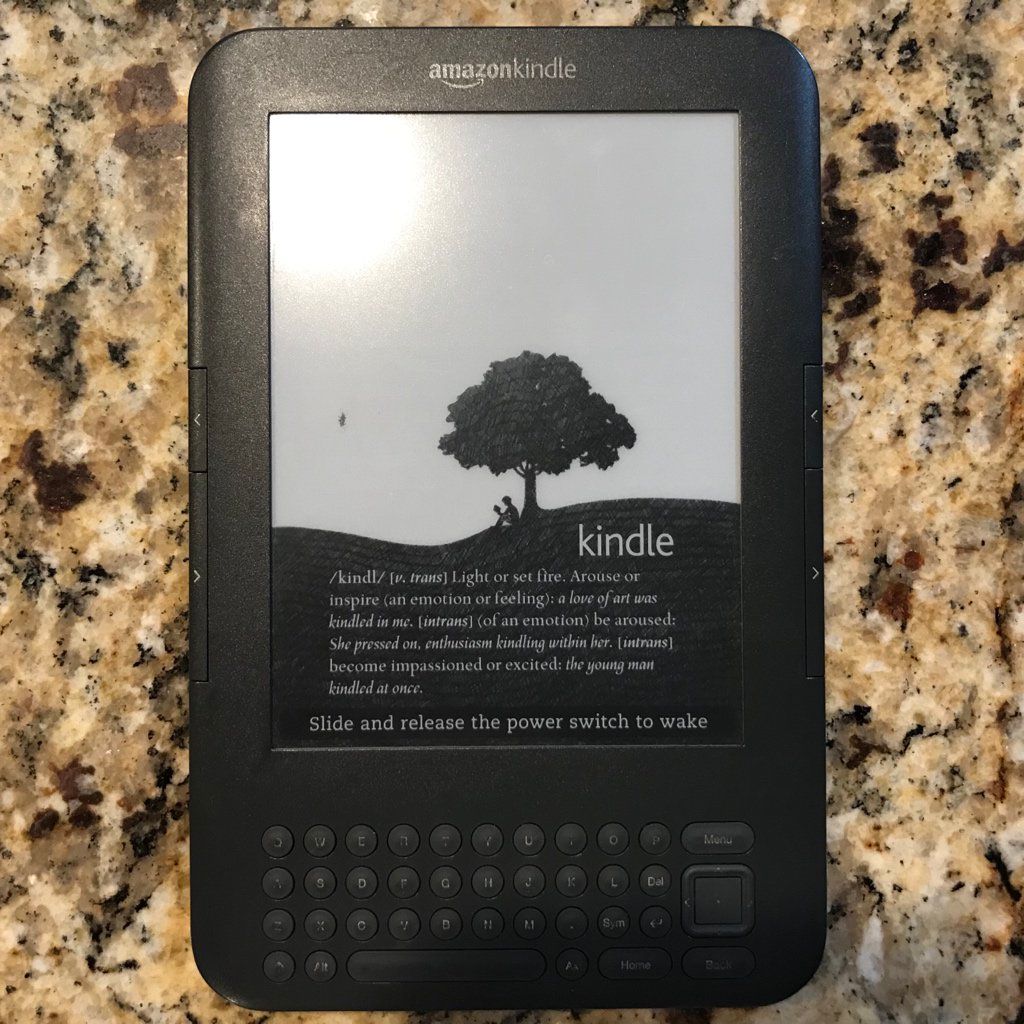 amazonkindle
kindle
/kindl/ [v. trans] Light or set fire. Arouse or
inspire (an emotion or feeling): a love of art was
kindled in me. [intrans] (of an emotion) be aroused:
She pressed on, enthusiasm kindling within her. [intrans]
become impassioned or excited: the young man
kindled at once.
Slide and release the power switch to wake
Q W E R T Y U I O P Menu
A S D F G H J K L Del
Z X C V B N M . Sym
Alt Aa Home Back